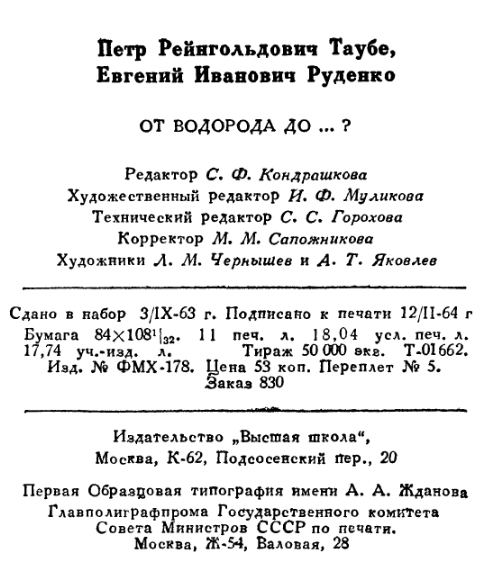 Петр Рейнгольдович Таубе,
Евгений Иванович Руденко
ОТ ВОДОРОДА ДО ... ?
Редактор С. Ф. Кондрашкова
Художественный редактор И. Ф. Муликова
Технический редактор С. С. Горохова
Корректор М. М. Сапожникова
Художники Л. М. Чернышев и А. Т. Яковлев
Сдано в набор 3/IX-63 г. Подписано к печати 12/II-64 г
Бумага 84×108¹|₃₂. 11 печ. л. 18,04 усл. печ. л.
17,74 уч.-изд. л. Тираж 50 000 экз. Т-01662.
Изд. № ФМХ-178. Цена 53 коп. Переплет № 5.
Заказ 830
Издательство „Высшая школа“,
Москва, К-62, Подсосенский пер., 20
Первая Образцовая типография имени А. А. Жданова
Главполиграфпрома Государственного комитета
Совета Министров СССР по печати.
Москва, Ж-54, Валовая, 28